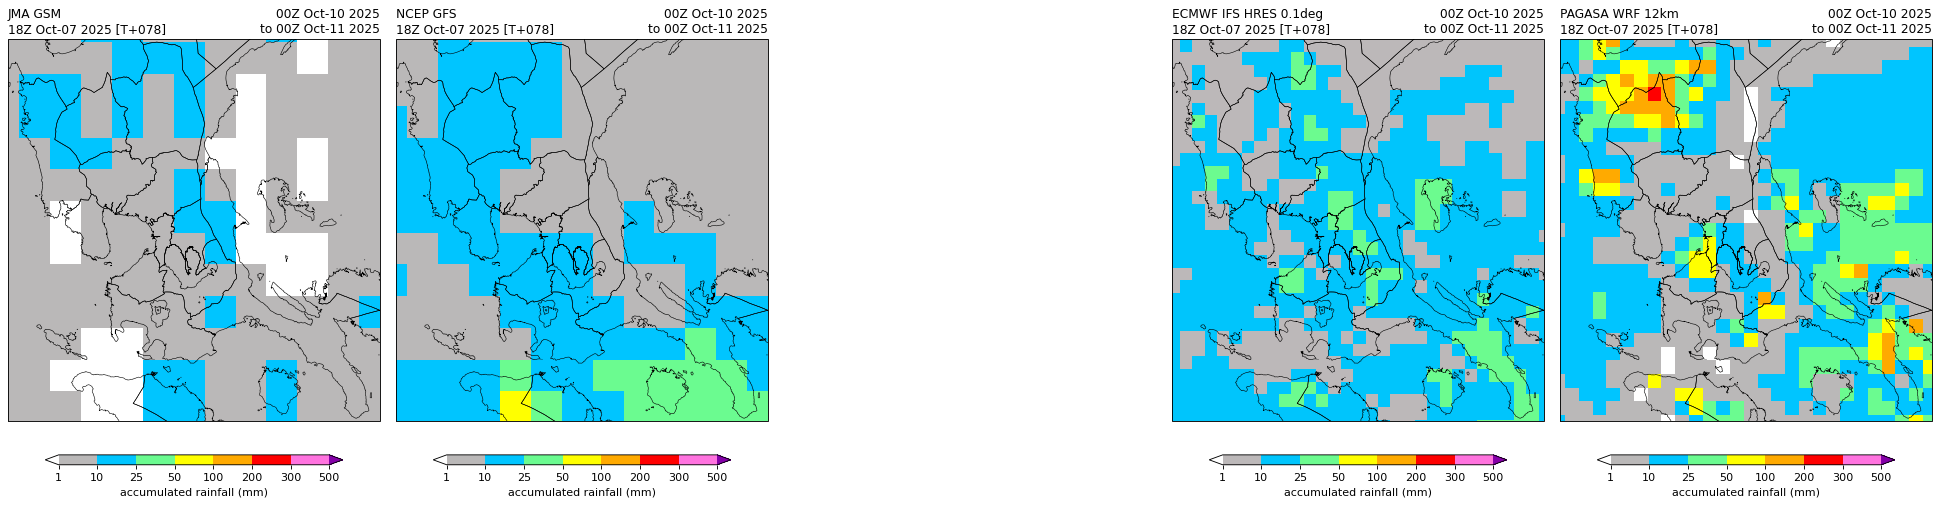 JMA GSM 00Z Oct-10 2025
18Z Oct-07 2025 [T+078] to 00Z Oct-11 2025
1 10 25 50 100 200 300 500
accumulated rainfall (mm)
NCEP GFS 00Z Oct-10 2025
18Z Oct-07 2025 [T+078] to 00Z Oct-11 2025
1 10 25 50 100 200 300 500
accumulated rainfall (mm)
ECMWF IFS HRES 0.1deg 00Z Oct-10 2025
18Z Oct-07 2025 [T+078] to 00Z Oct-11 2025
1 10 25 50 100 200 300 500
accumulated rainfall (mm)
PAGASA WRF 12km 00Z Oct-10 2025
18Z Oct-07 2025 [T+078] to 00Z Oct-11 2025
1 10 25 50 100 200 300 500
accumulated rainfall (mm)